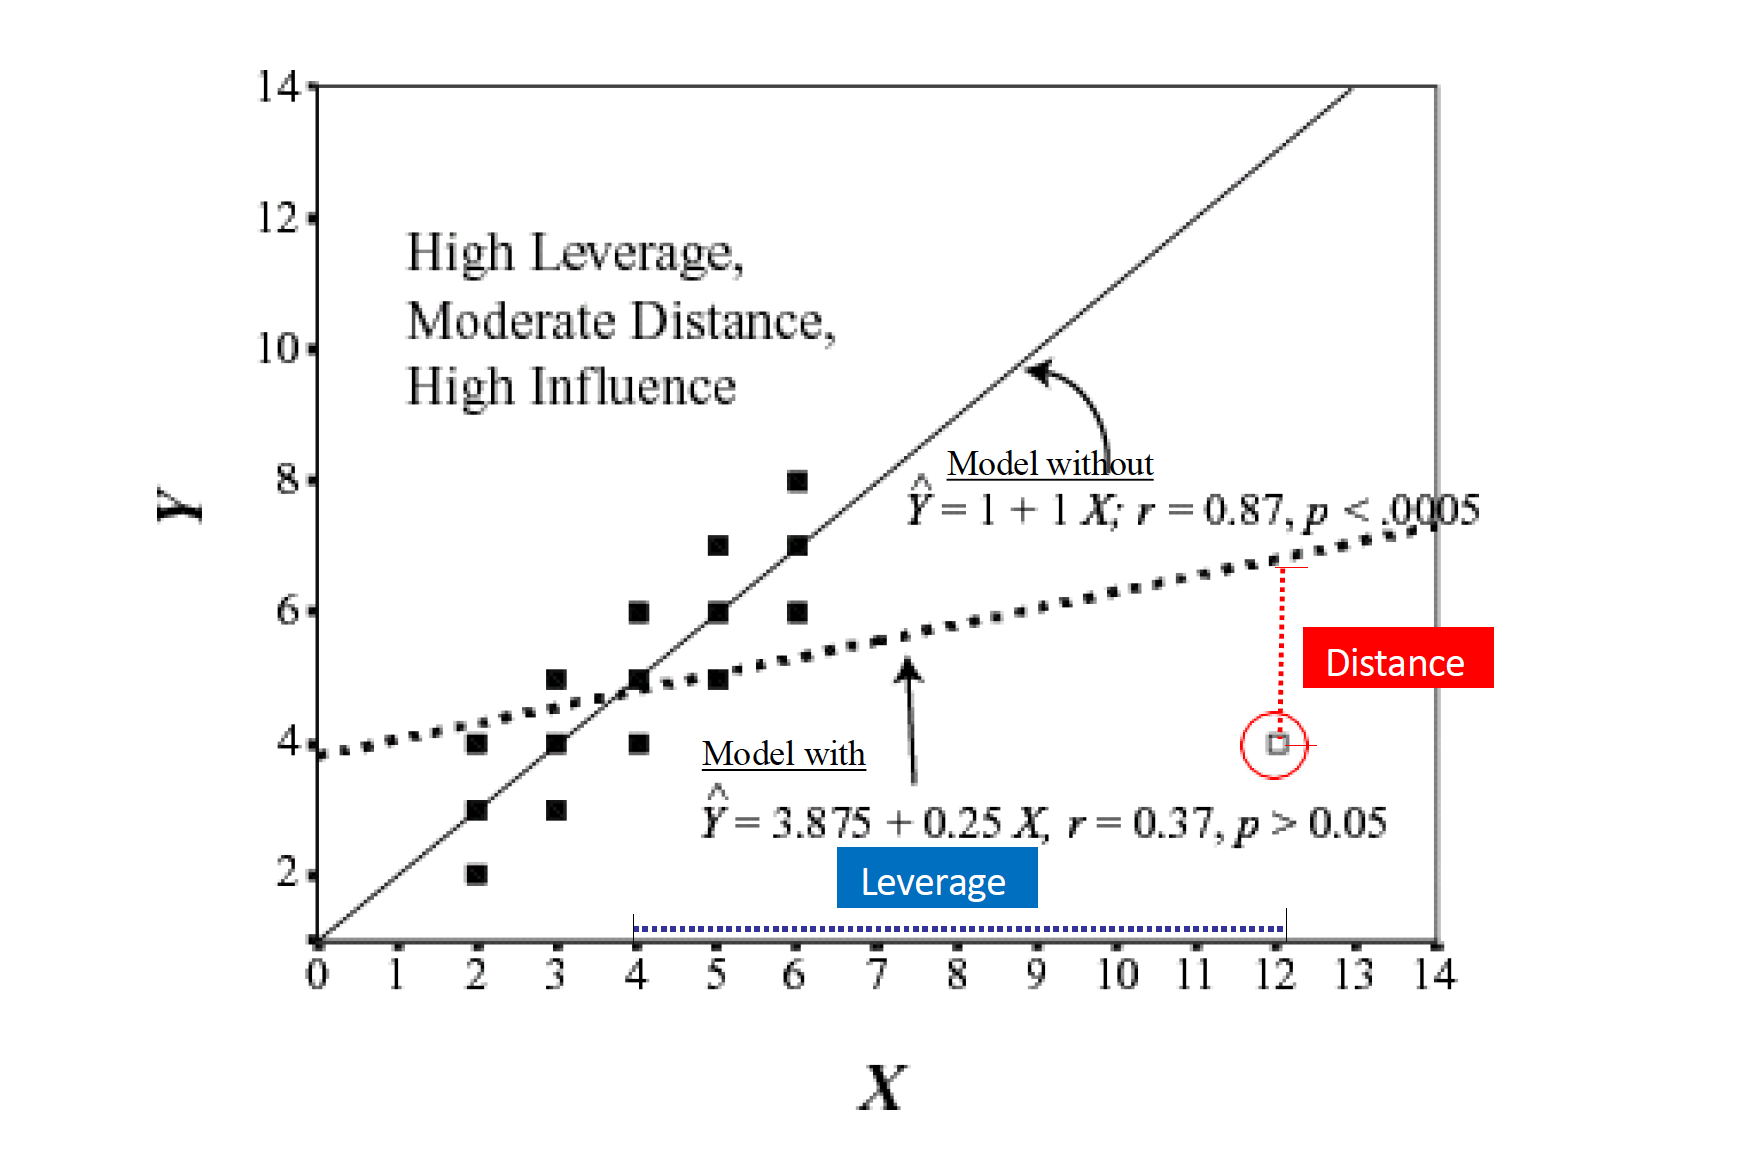 14
12
10
8
6
4
2
Y
High Leverage,
Moderate Distance,
High Influence
Model without
Ŷ = 1 + 1 X; r = 0.87, p < .0005
Distance
Model with
Ŷ = 3.875 + 0.25 X, r = 0.37, p > 0.05
Leverage
0 1 2 3 4 5 6 7 8 9 10 11 12 13 14
X